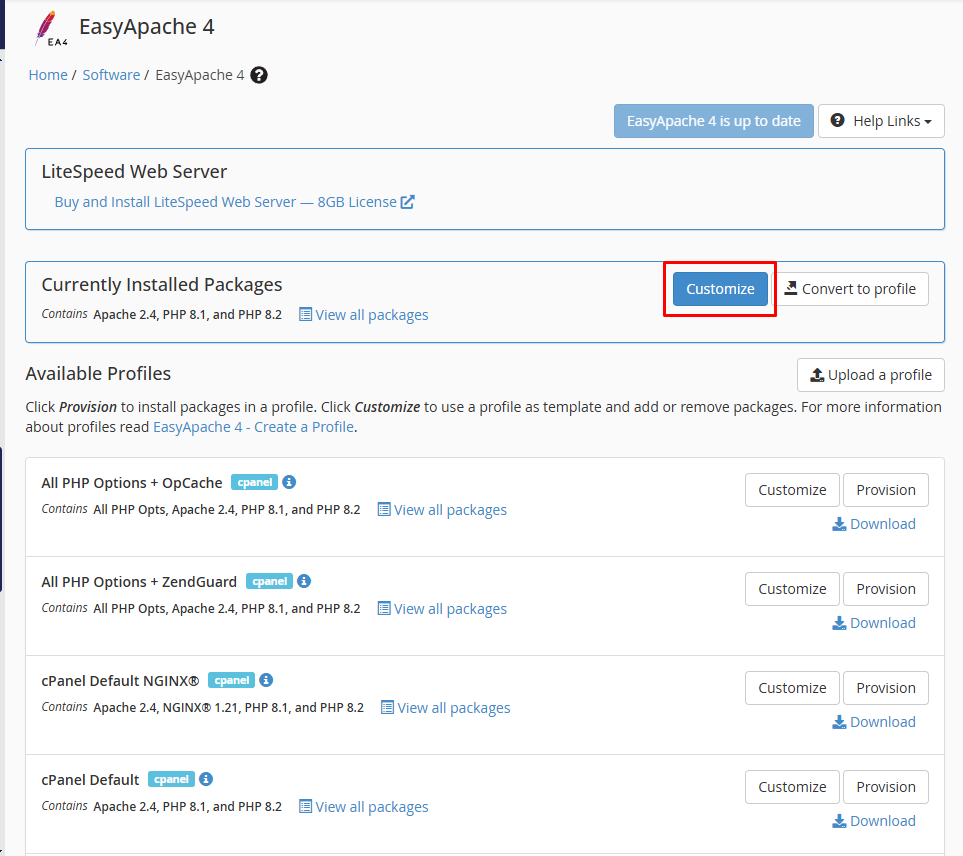 EA4
EasyApache 4
Home / Software / EasyApache 4
EasyApache 4 is up to date
Help Links
LiteSpeed Web Server
Buy and Install LiteSpeed Web Server — 8GB License
Currently Installed Packages
Customize
Convert to profile
Contains Apache 2.4, PHP 8.1, and PHP 8.2 View all packages
Available Profiles
Upload a profile
Click Provision to install packages in a profile. Click Customize to use a profile as template and add or remove packages. For more information
about profiles read EasyApache 4 - Create a Profile.
All PHP Options + OpCache cpanel
Customize
Provision
Contains All PHP Opts, Apache 2.4, PHP 8.1, and PHP 8.2 View all packages
Download
All PHP Options + ZendGuard cpanel
Customize
Provision
Contains All PHP Opts, Apache 2.4, PHP 8.1, and PHP 8.2 View all packages
Download
cPanel Default NGINX® cpanel
Customize
Provision
Contains Apache 2.4, NGINX® 1.21, PHP 8.1, and PHP 8.2 View all packages
Download
cPanel Default cpanel
Customize
Provision
Contains Apache 2.4, PHP 8.1, and PHP 8.2 View all packages
Download